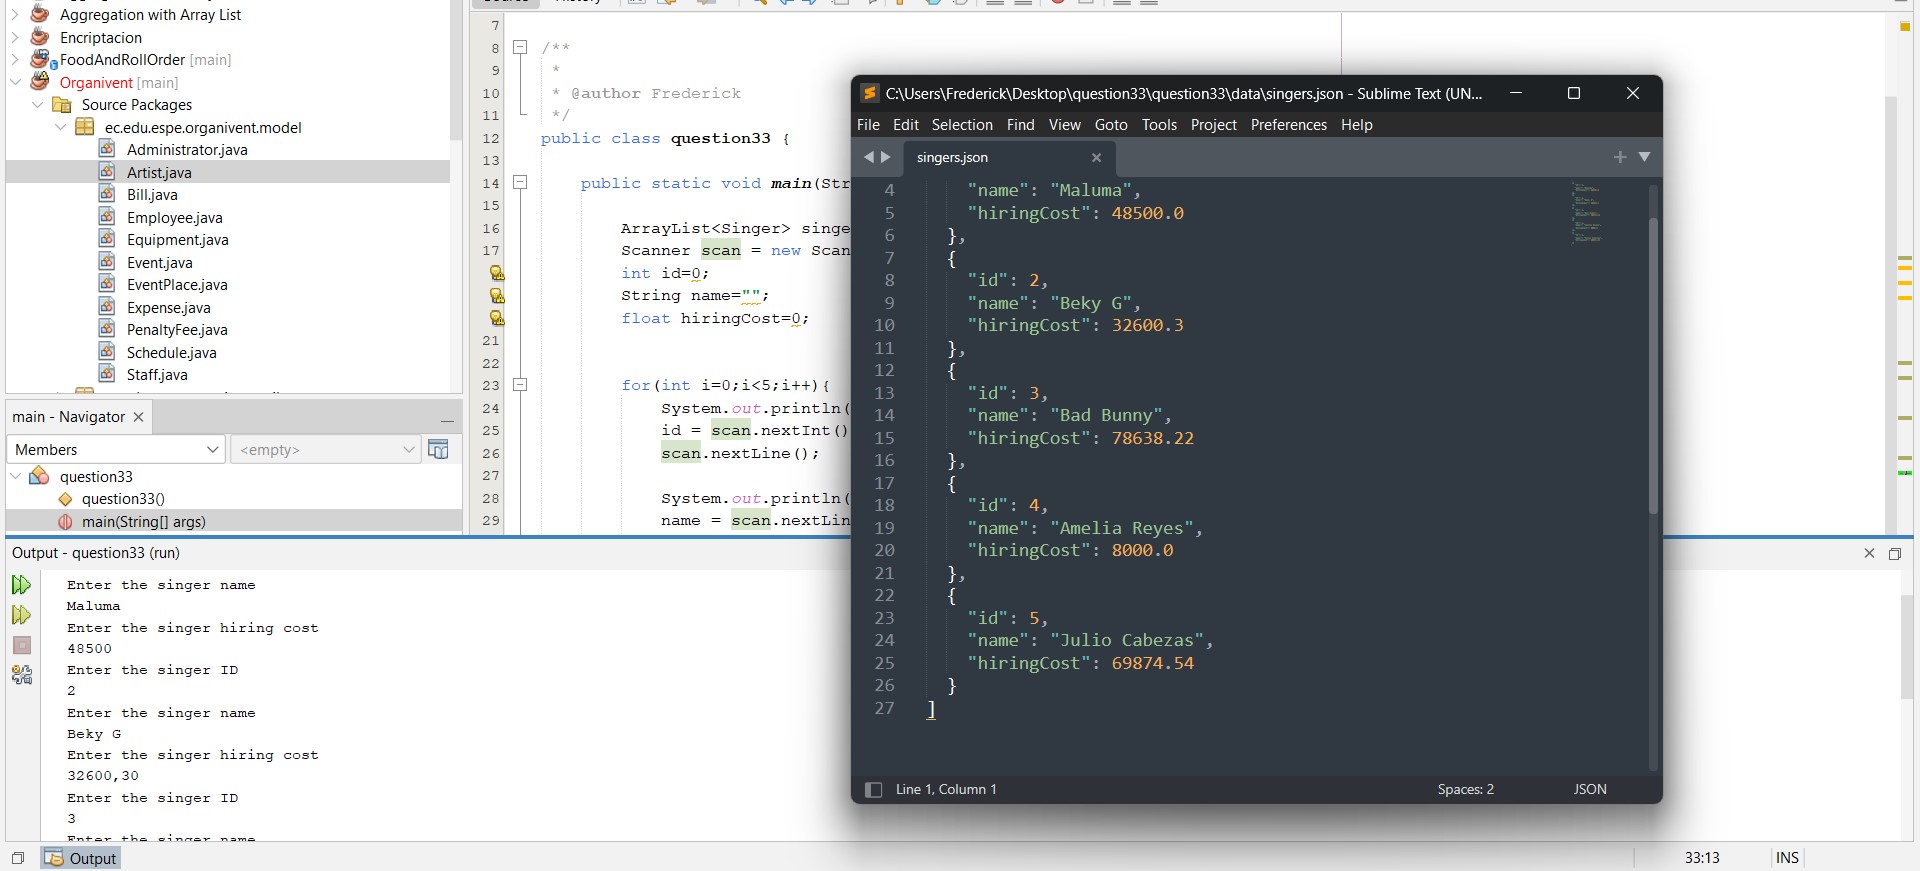 Aggregation with Array List
Encriptacion
FoodAndRollOrder [main]
Organivent [main]
Source Packages
ec.edu.espe.organivent.model
Administrator.java
Artist.java
Bill.java
Employee.java
Equipment.java
Event.java
EventPlace.java
Expense.java
PenaltyFee.java
Schedule.java
Staff.java
main - Navigator
Members
<empty>
question33
question33()
main(String[] args)
7
8 /**
9 *
10 * @author Frederick
11 */
12 public class question33 {
13
14 public static void main(Str
15
16 ArrayList<Singer> singe
17 Scanner scan = new Scan
int id=0;
String name="";
float hiringCost=0;
21
22
23 for(int i=0;i<5;i++){
24 System.out.println(
25 id = scan.nextInt()
26 scan.nextLine();
27
28 System.out.println(
29 name = scan.nextLin
C:\Users\Frederick\Desktop\question33\question33\data\singers.json - Sublime Text (UN...
File Edit Selection Find View Goto Tools Project Preferences Help
singers.json
4 "name": "Maluma",
5 "hiringCost": 48500.0
6 },
7 {
8 "id": 2,
9 "name": "Beky G",
10 "hiringCost": 32600.3
11 },
12 {
13 "id": 3,
14 "name": "Bad Bunny",
15 "hiringCost": 78638.22
16 },
17 {
18 "id": 4,
19 "name": "Amelia Reyes",
20 "hiringCost": 8000.0
21 },
22 {
23 "id": 5,
24 "name": "Julio Cabezas",
25 "hiringCost": 69874.54
26 }
27 ]
Line 1, Column 1
Spaces: 2
JSON
Output - question33 (run)
Enter the singer name
Maluma
Enter the singer hiring cost
48500
Enter the singer ID
2
Enter the singer name
Beky G
Enter the singer hiring cost
32600,30
Enter the singer ID
3
Enter the singer name
Output
33:13
INS